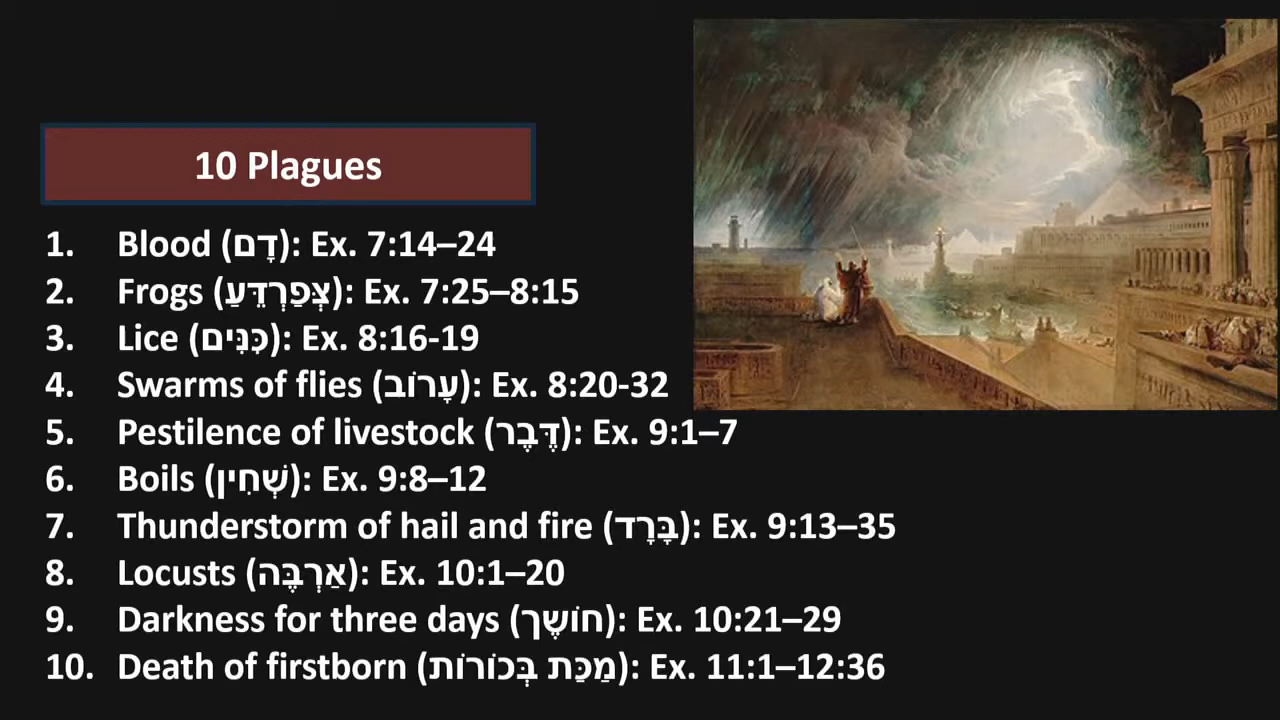 10 Plagues
1. Blood (דָם): Ex. 7:14–24
2. Frogs (צְּפַרְדֵּעַ): Ex. 7:25–8:15
3. Lice (כִּנִּים): Ex. 8:16-19
4. Swarms of flies (עָרוֹב): Ex. 8:20-32
5. Pestilence of livestock (דֶּבֶר): Ex. 9:1–7
6. Boils (שְׁחִין): Ex. 9:8–12
7. Thunderstorm of hail and fire (בָּרָד): Ex. 9:13–35
8. Locusts (אַרְבֶּה): Ex. 10:1–20
9. Darkness for three days (חוֹשֶך): Ex. 10:21–29
10. Death of firstborn (מַכַּת בְּכוֹרוֹת): Ex. 11:1–12:36